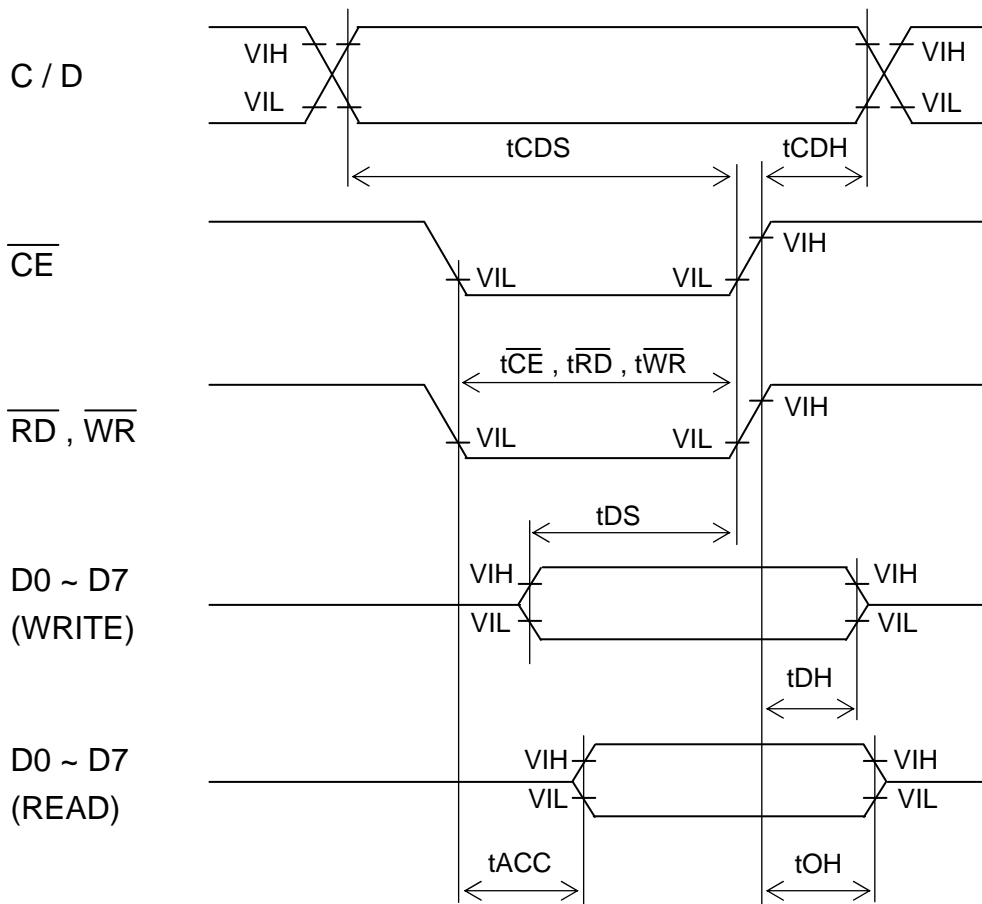 C / D
VIH
VIL
VIH
VIL
tCDS
tCDH
CE
VIL
VIL
VIH
tCE , tRD , tWR
RD , WR
VIL
VIL
VIH
tDS
D0 ~ D7
(WRITE)
VIH
VIL
VIH
VIL
tDH
D0 ~ D7
(READ)
VIH
VIL
VIH
VIL
tACC
tOH